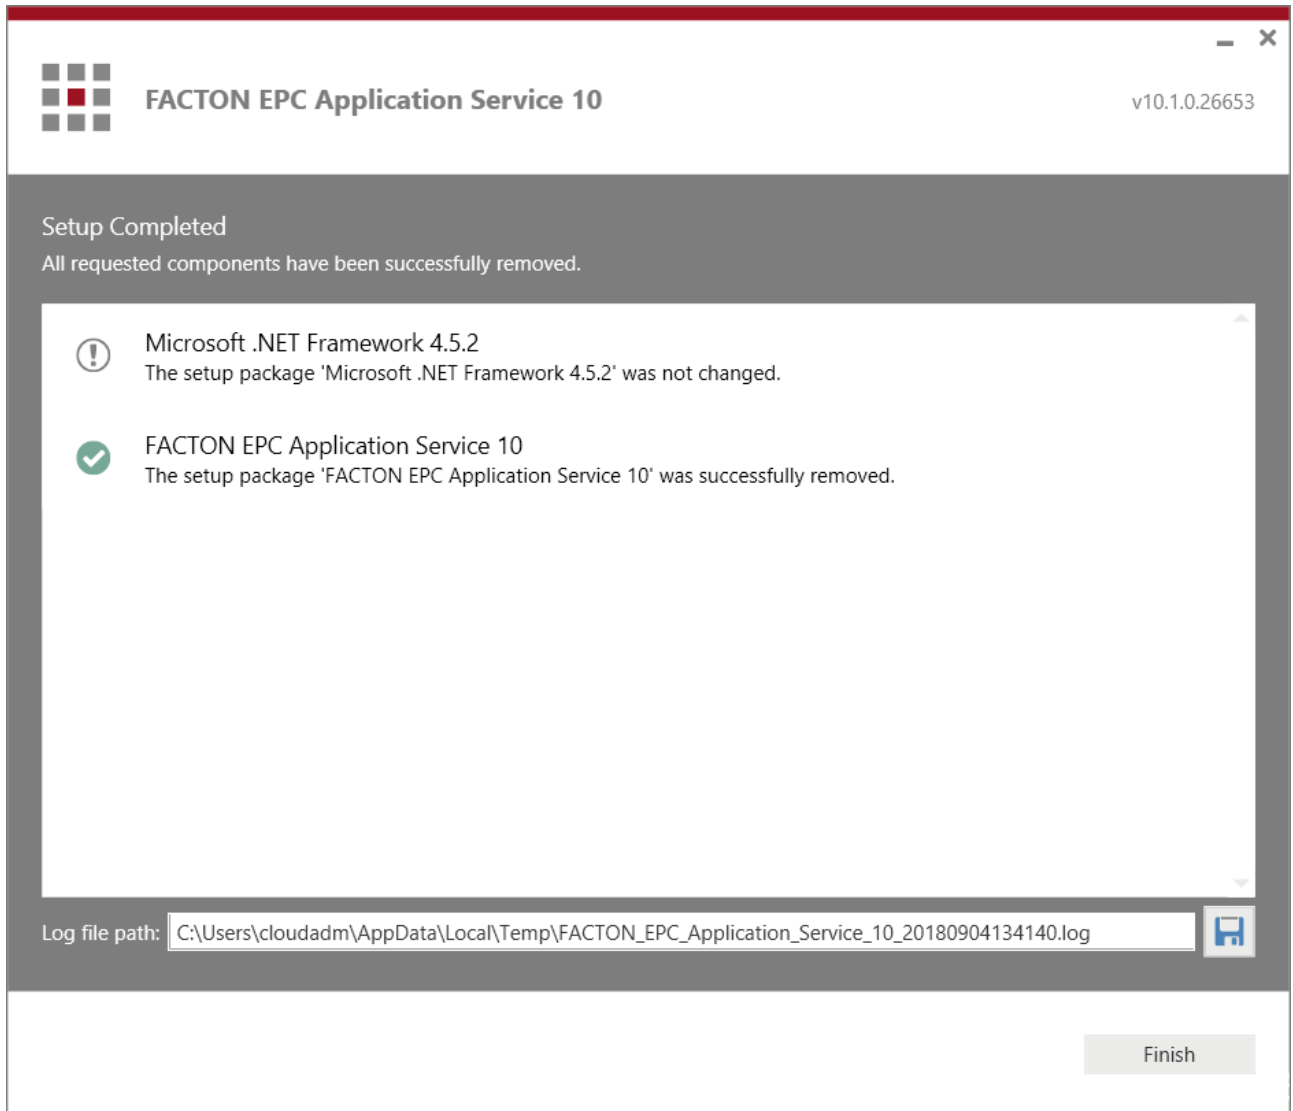 FACTON EPC Application Service 10
v10.1.0.26653
Setup Completed
All requested components have been successfully removed.
Microsoft .NET Framework 4.5.2
The setup package 'Microsoft .NET Framework 4.5.2' was not changed.
FACTON EPC Application Service 10
The setup package 'FACTON EPC Application Service 10' was successfully removed.
Log file path: C:\Users\cloudadm\AppData\Local\Temp\FACTON_EPC_Application_Service_10_20180904134140.log
Finish